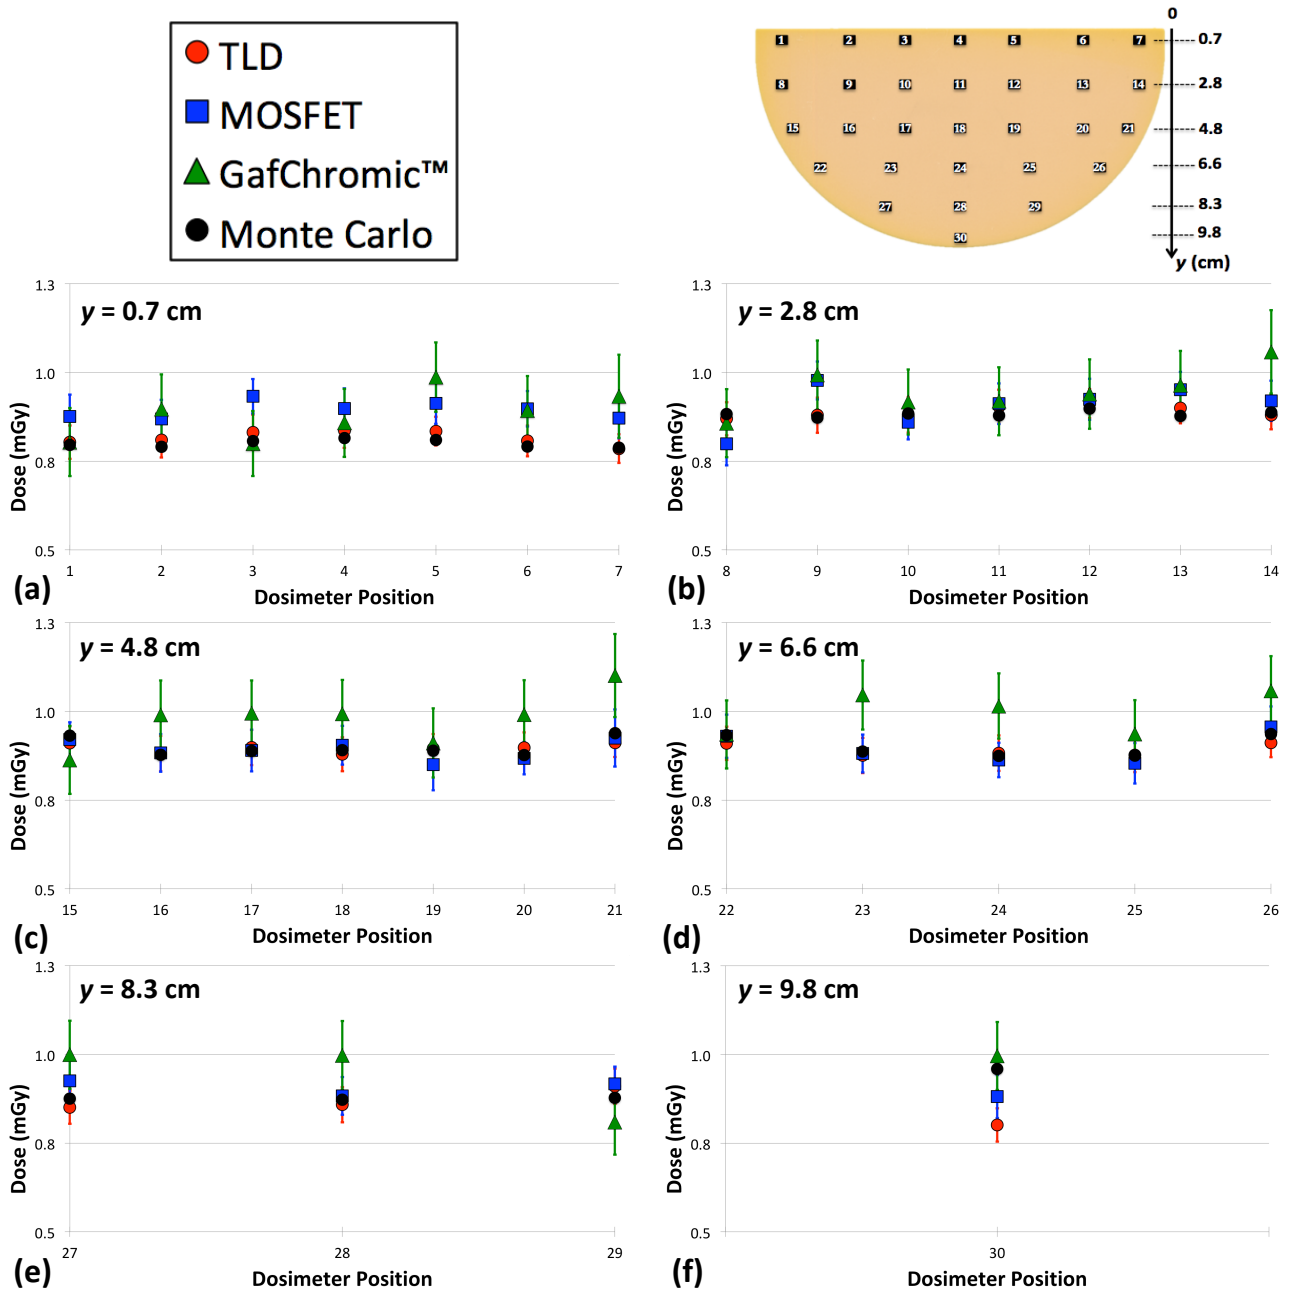 TLD
MOSFET
GafChromic™
Monte Carlo
0
1 2 3 4 5 6 7 0.7
8 9 10 11 12 13 14 2.8
15 16 17 18 19 20 21 4.8
22 23 24 25 26 6.6
27 28 29 8.3
30 9.8
y (cm)
y = 0.7 cm
1.3
1.0
0.8
0.5
Dose (mGy)
1 2 3 4 5 6 7
Dosimeter Position
(a)
y = 2.8 cm
1.3
1.0
0.8
0.5
Dose (mGy)
8 9 10 11 12 13 14
Dosimeter Position
(b)
y = 4.8 cm
1.3
1.0
0.8
0.5
Dose (mGy)
15 16 17 18 19 20 21
Dosimeter Position
(c)
y = 6.6 cm
1.3
1.0
0.8
0.5
Dose (mGy)
22 23 24 25 26
Dosimeter Position
(d)
y = 8.3 cm
1.3
1.0
0.8
0.5
Dose (mGy)
27 28 29
Dosimeter Position
(e)
y = 9.8 cm
1.3
1.0
0.8
0.5
Dose (mGy)
30
Dosimeter Position
(f)